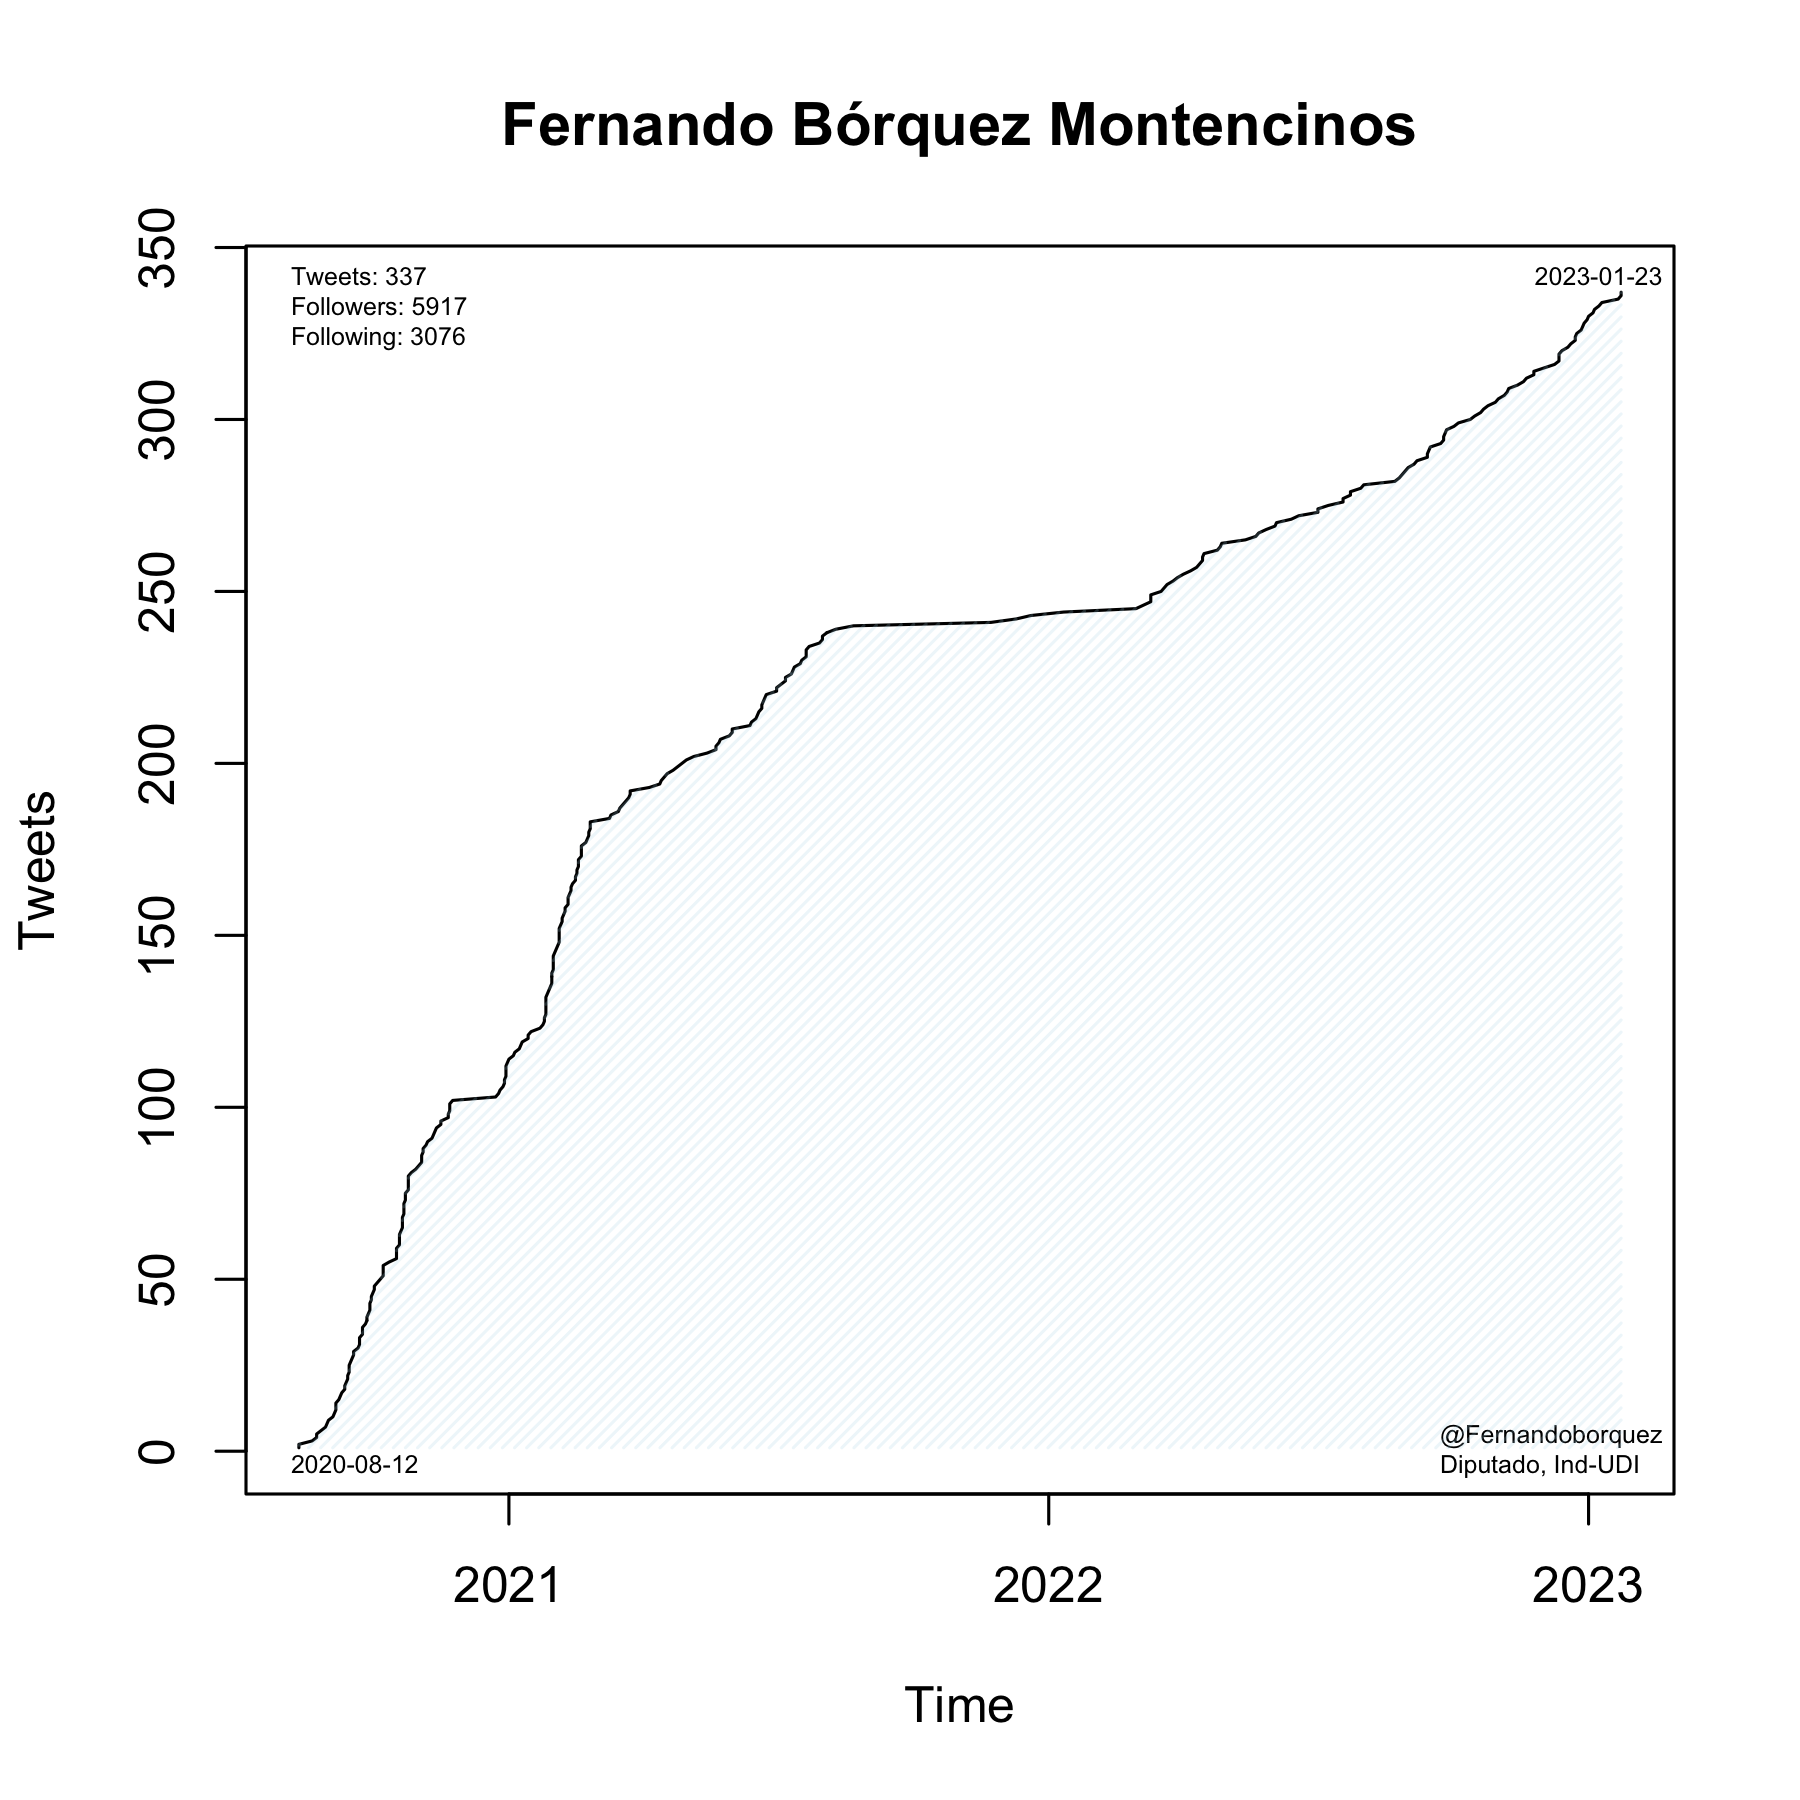 Fernando Bórquez Montencinos
Tweets: 337
Followers: 5917
Following: 3076
2023-01-23
350
300
250
200
150
100
50
0
Tweets
2020-08-12
@Fernandoborquez
Diputado, Ind-UDI
2021
2022
2023
Time